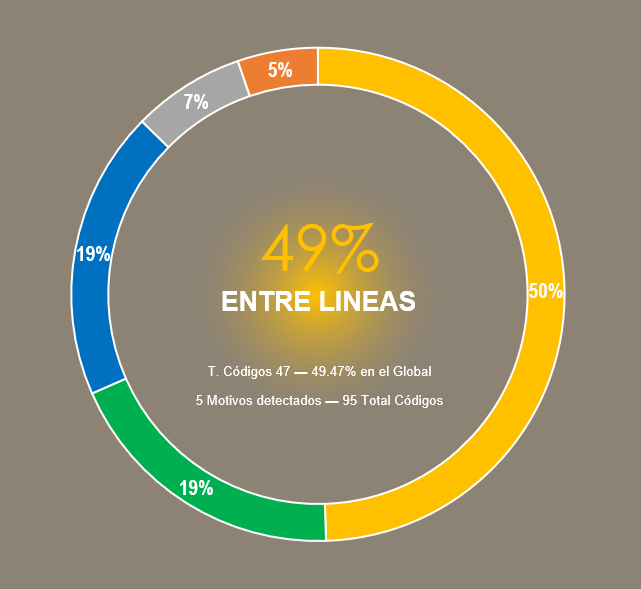 5%
7%
19%
50%
49%
ENTRE LINEAS
T. Códigos 47 — 49.47% en el Global
5 Motivos detectados — 95 Total Códigos
19%